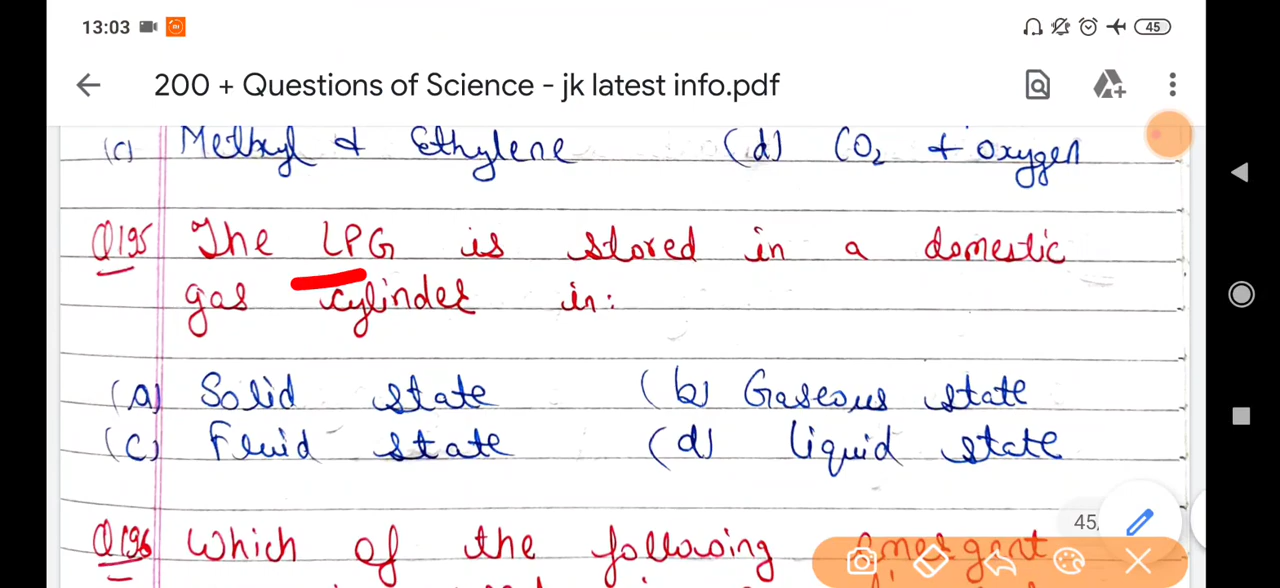 13:03
45
200 + Questions of Science - jk latest info.pdf
(c) Methyl & Ethylene (d) CO2 + Oxygen
Q195 The LPG is stored in a domestic
gas cylinder in:
(a) Solid state (b) Gaseous state
(c) Fluid state (d) liquid state
45
Q196 Which of the following